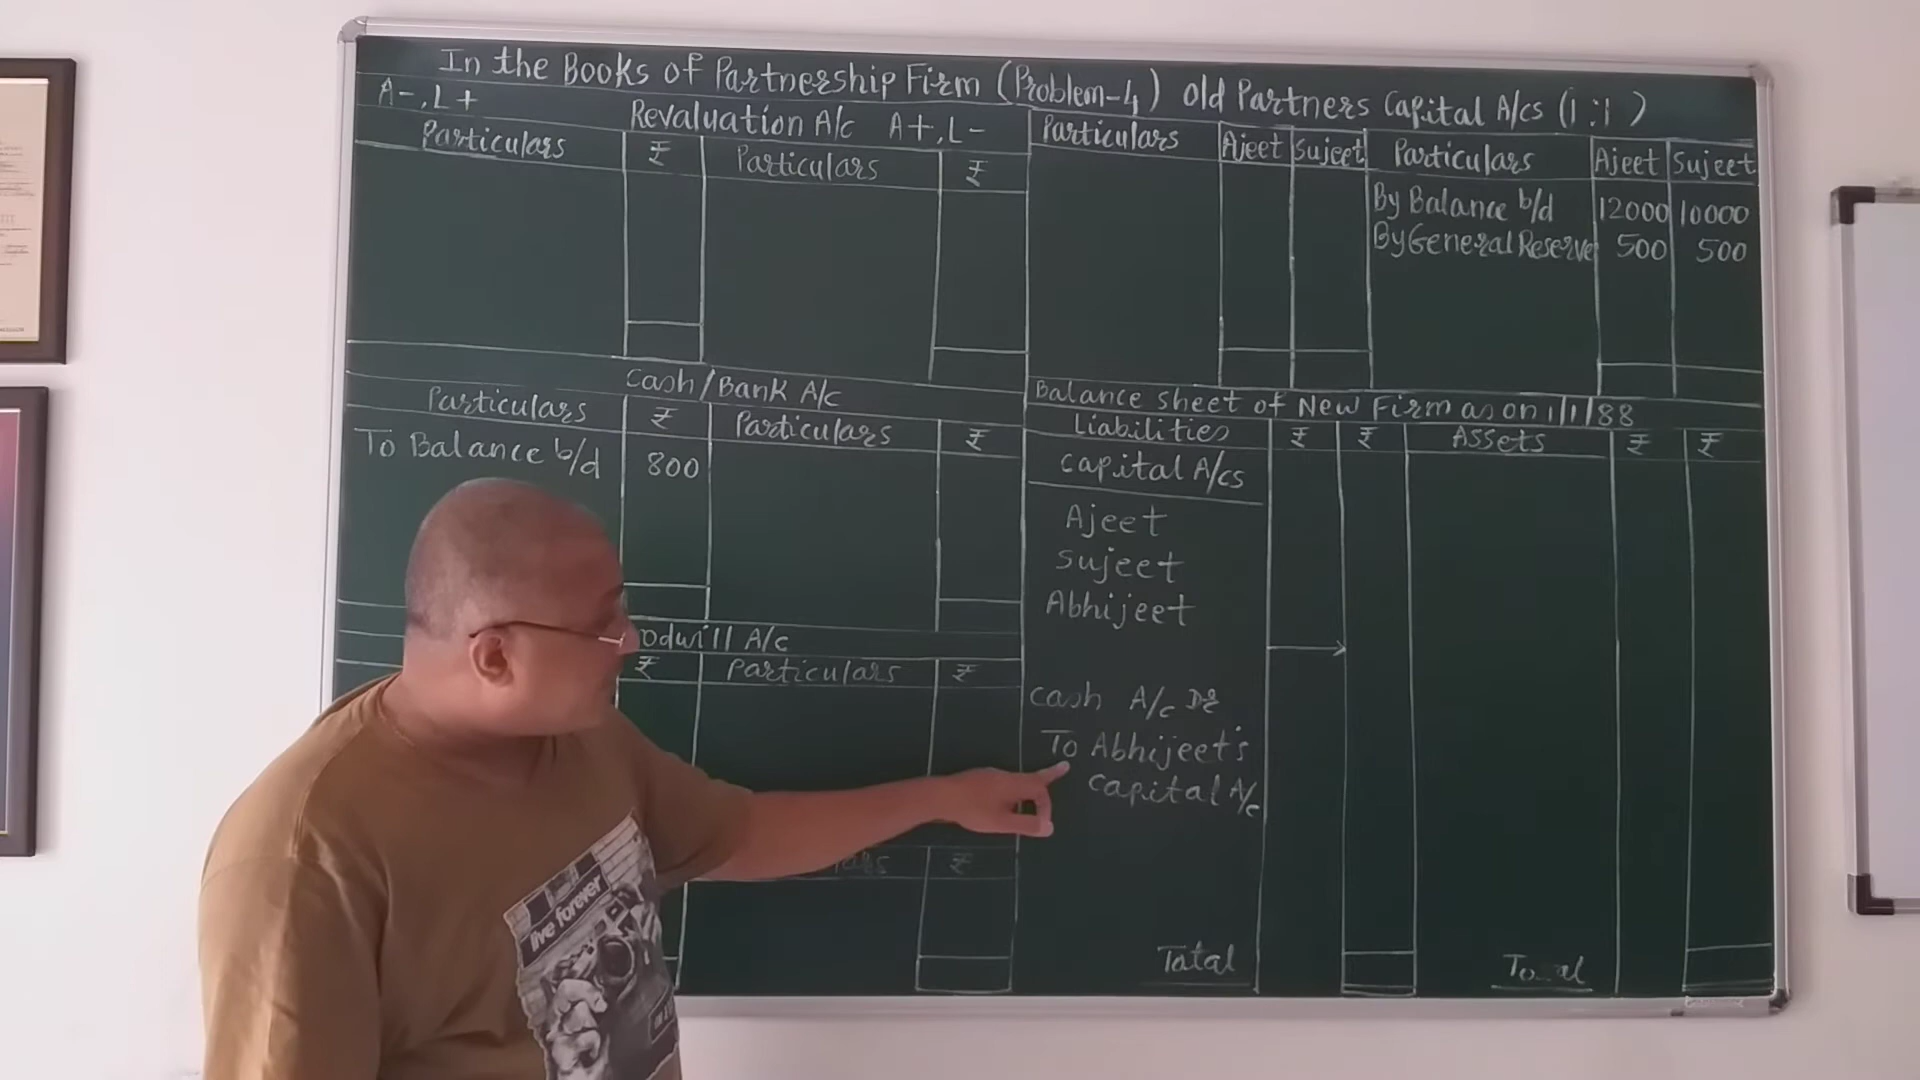 In the Books of Partnership Firm (Problem-4) Old Partners Capital A/cs (1:1)
A-, L+ Revaluation A/c A+, L-
Particulars ₹ Particulars ₹
Particulars Ajeet Sujeet Particulars Ajeet Sujeet
By Balance b/d 12000 10000
By General Reserve 500 500
Cash/Bank A/c
Particulars ₹ Particulars ₹
To Balance b/d 800
odwill A/c
₹ Particulars ₹
₹
Balance sheet of New Firm as on 1/1/88
Liabilities ₹ ₹ Assets ₹ ₹
Capital A/cs
Ajeet
Sujeet
Abhijeet
Cash A/c Dr
To Abhijeet's
Capital A/c
Total
live forever